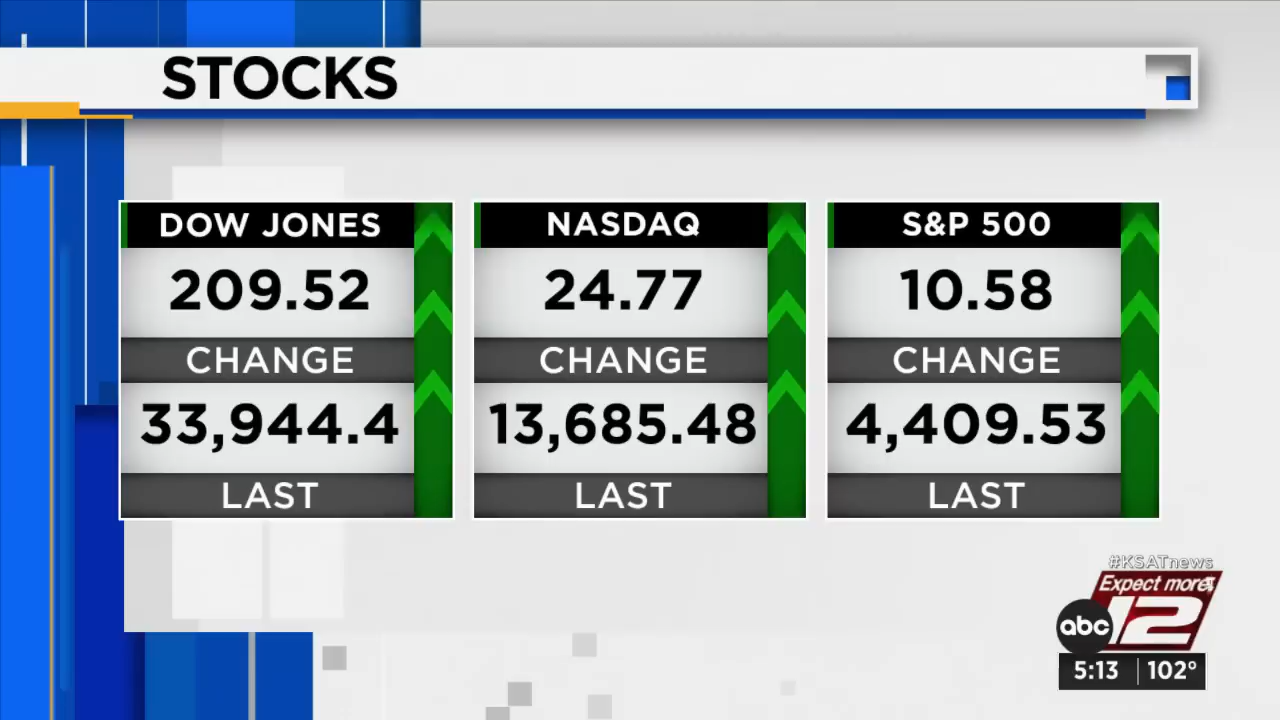 STOCKS
DOW JONES
209.52
CHANGE
33,944.4
LAST
NASDAQ
24.77
CHANGE
13,685.48
LAST
S&P 500
10.58
CHANGE
4,409.53
LAST
#KSATnews
Expect more
abc 12
5:13 102°